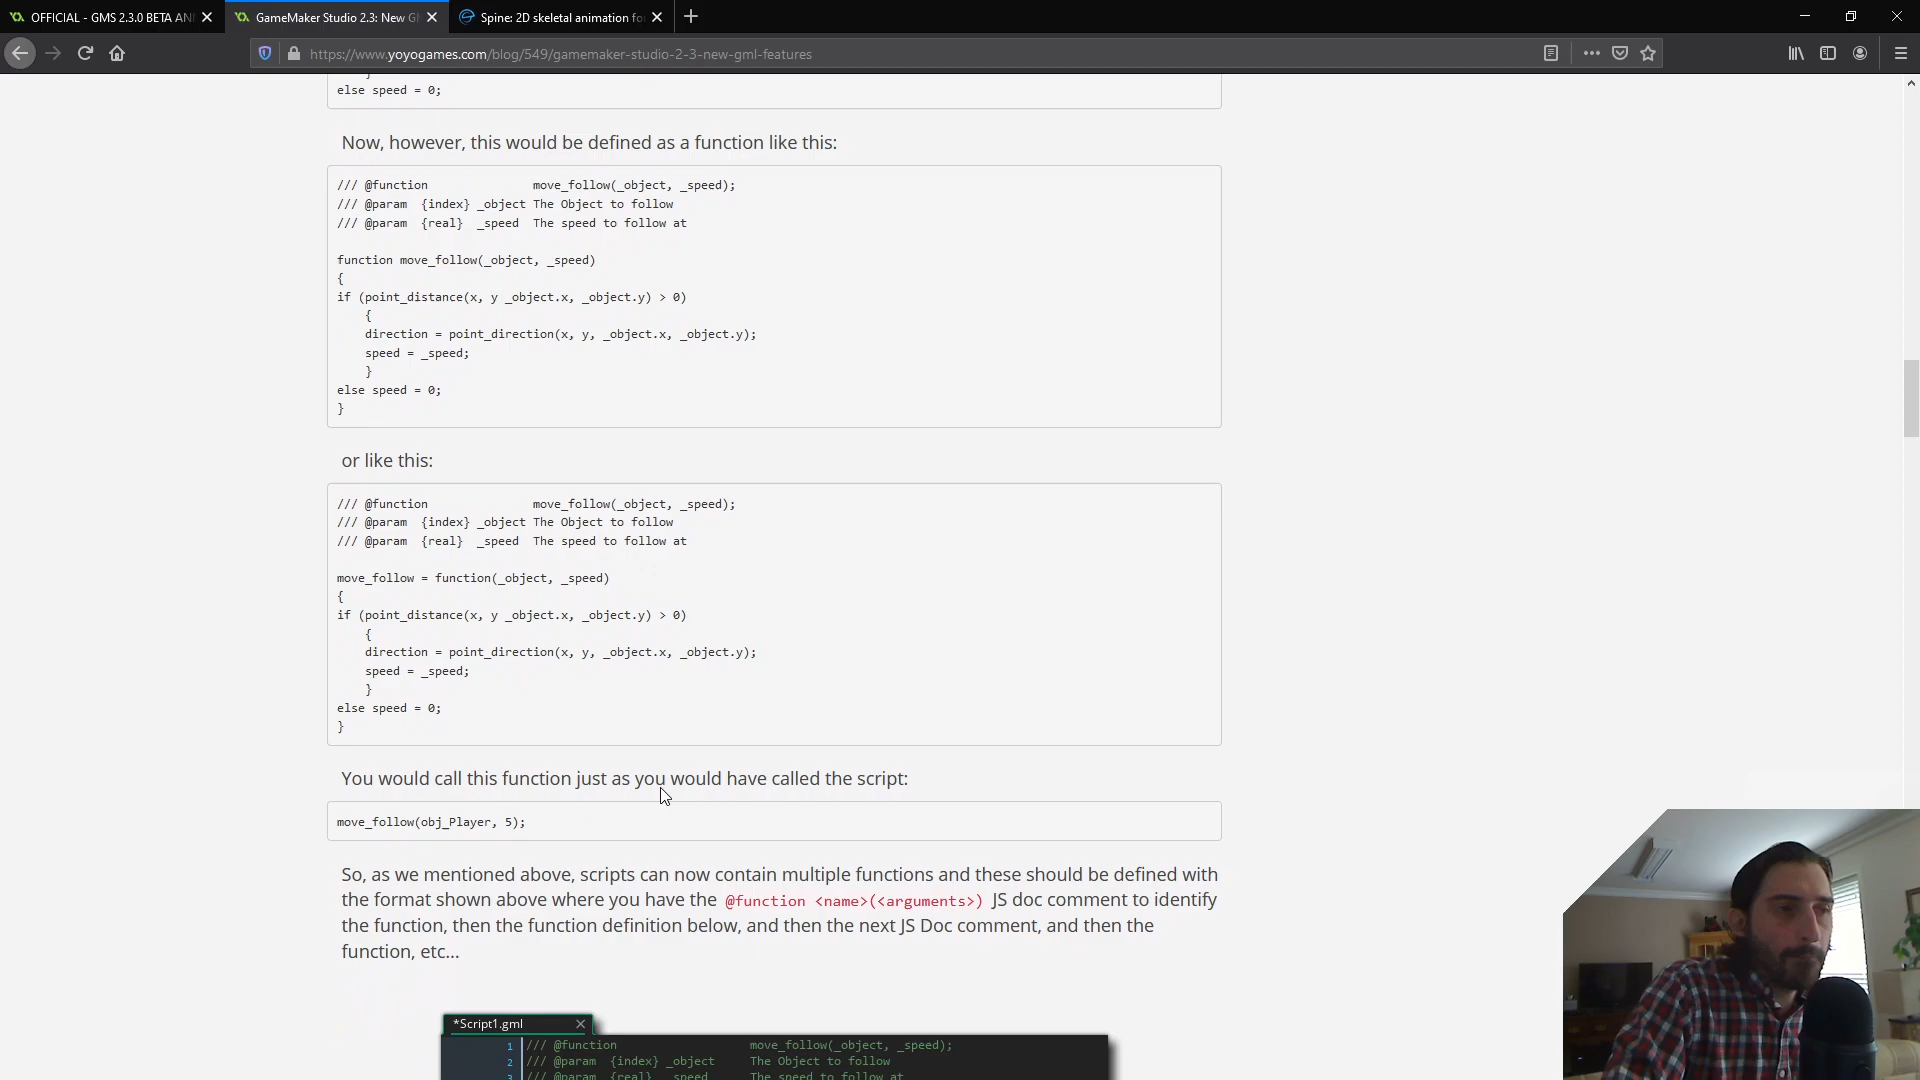 OFFICIAL - GMS 2.3.0 BETA AN
GameMaker Studio 2.3: New G
Spine: 2D skeletal animation fo
https://www.yoyogames.com/blog/549/gamemaker-studio-2-3-new-gml-features
}
else speed = 0;
Now, however, this would be defined as a function like this:
/// @function move_follow(_object, _speed);
/// @param {index} _object The Object to follow
/// @param {real} _speed The speed to follow at
function move_follow(_object, _speed)
{
if (point_distance(x, y _object.x, _object.y) > 0)
{
direction = point_direction(x, y, _object.x, _object.y);
speed = _speed;
}
else speed = 0;
}
or like this:
/// @function move_follow(_object, _speed);
/// @param {index} _object The Object to follow
/// @param {real} _speed The speed to follow at
move_follow = function(_object, _speed)
{
if (point_distance(x, y _object.x, _object.y) > 0)
{
direction = point_direction(x, y, _object.x, _object.y);
speed = _speed;
}
else speed = 0;
}
You would call this function just as you would have called the script:
move_follow(obj_Player, 5);
So, as we mentioned above, scripts can now contain multiple functions and these should be defined with
the format shown above where you have the @function <name>(<arguments>) JS doc comment to identify
the function, then the function definition below, and then the next JS Doc comment, and then the
function, etc...
*Script1.gml
1 /// @function move_follow(_object, _speed);
2 /// @param {index} _object The Object to follow
3 /// @param {real} _speed The speed to follow at